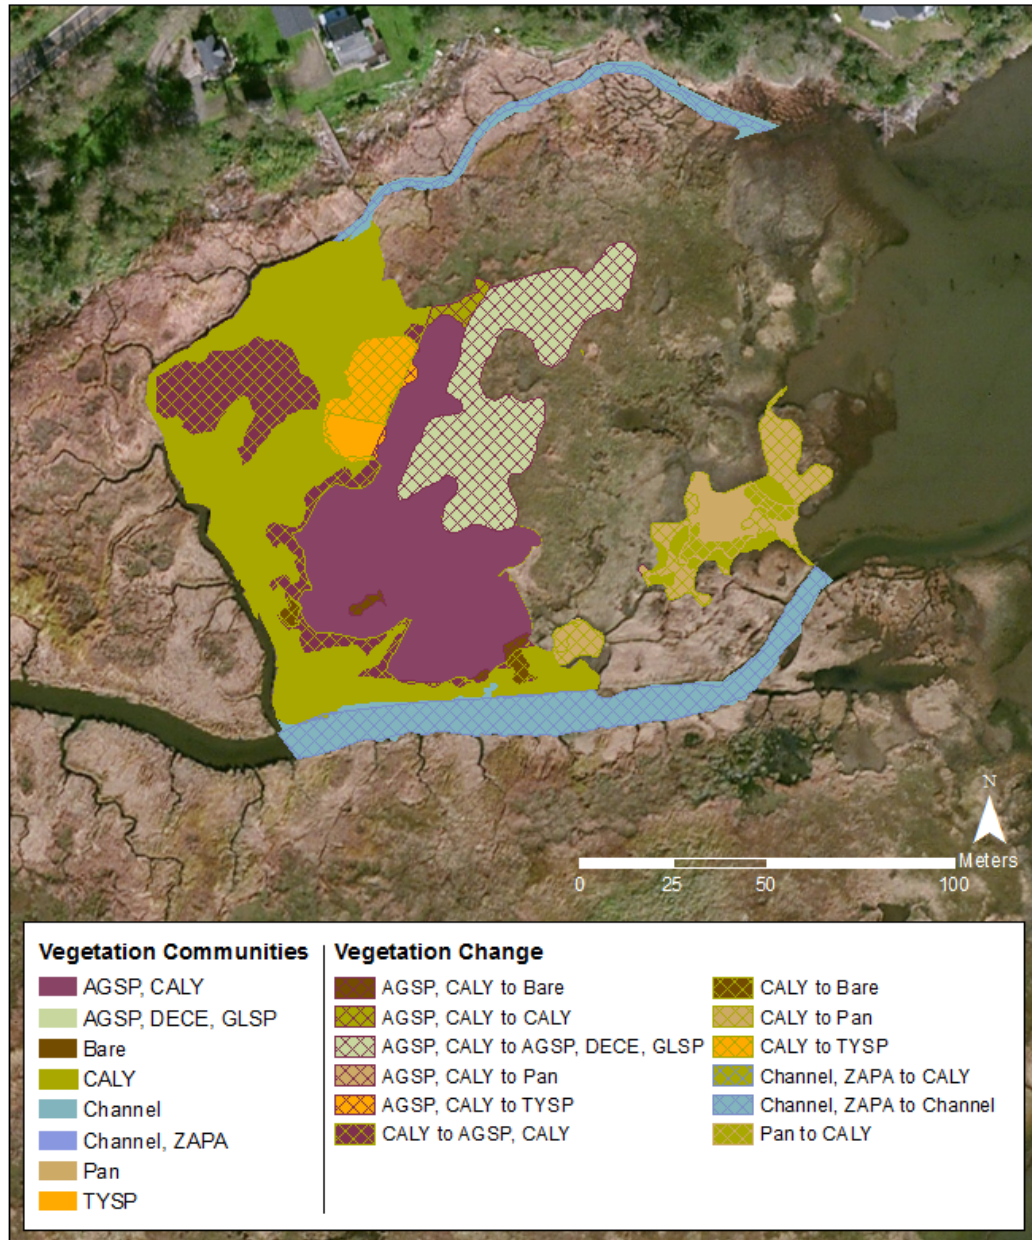 N
Meters
0 25 50 100
Vegetation Communities
AGSP, CALY
AGSP, DECE, GLSP
Bare
CALY
Channel
Channel, ZAPA
Pan
TYSP
Vegetation Change
AGSP, CALY to Bare
AGSP, CALY to CALY
AGSP, CALY to AGSP, DECE, GLSP
AGSP, CALY to Pan
AGSP, CALY to TYSP
CALY to AGSP, CALY
CALY to Bare
CALY to Pan
CALY to TYSP
Channel, ZAPA to CALY
Channel, ZAPA to Channel
Pan to CALY